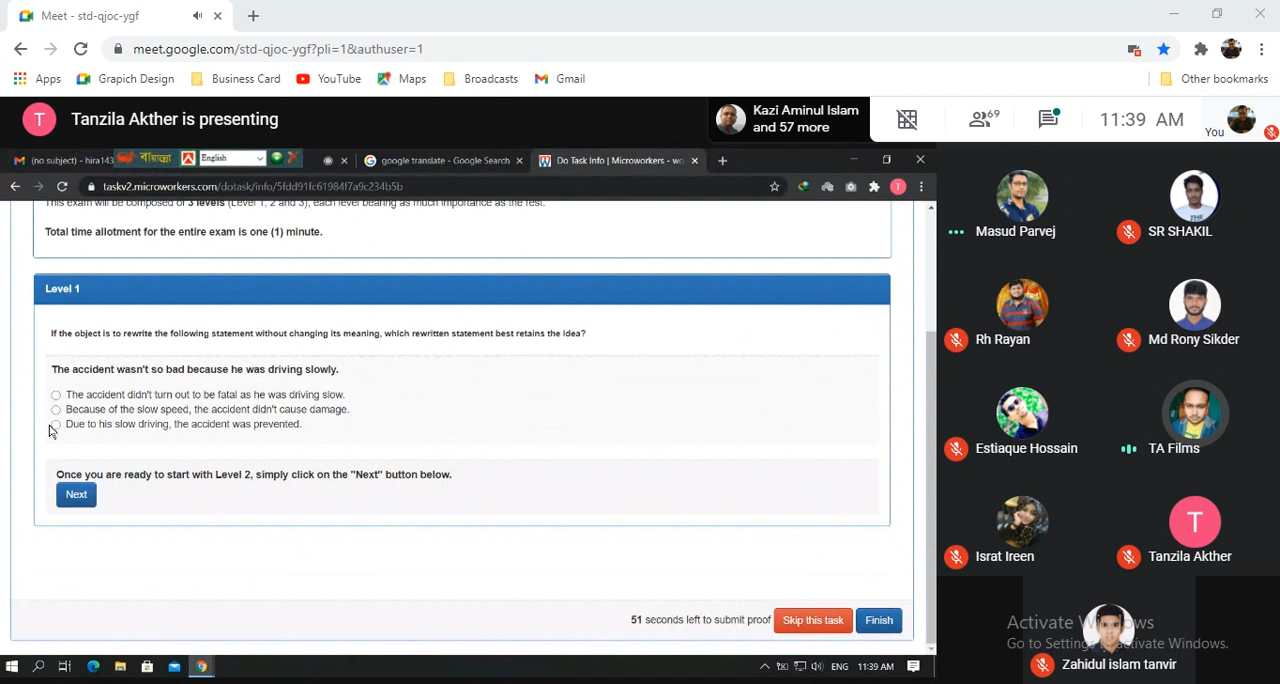 Meet - std-qjoc-ygf
meet.google.com/std-qjoc-ygf?pli=1&authuser=1
Apps Grapich Design Business Card YouTube Maps Broadcasts Gmail Other bookmarks
T Tanzila Akther is presenting
Kazi Aminul Islam
and 57 more
69
11:39 AM
You
(no subject) - hira143 বায়ান্নো English google translate - Google Search Do Task Info | Microworkers - wo
taskv2.microworkers.com/dotask/info/5fdd91fc61984f7a9c234b5b T
This exam will be composed of 3 levels (Level 1, 2 and 3), each level bearing as much importance as the rest.
Total time allotment for the entire exam is one (1) minute.
Level 1
If the object is to rewrite the following statement without changing its meaning, which rewritten statement best retains the idea?
The accident wasn't so bad because he was driving slowly.
The accident didn't turn out to be fatal as he was driving slow.
Because of the slow speed, the accident didn't cause damage.
Due to his slow driving, the accident was prevented.
Once you are ready to start with Level 2, simply click on the "Next" button below.
Next
51 seconds left to submit proof Skip this task Finish
ENG 11:39 AM
Masud Parvej
SR SHAKIL
Rh Rayan
Md Rony Sikder
Estiaque Hossain
TA Films
Israt Ireen
T
Tanzila Akther
Zahidul islam tanvir
Activate Windows
Go to Settings to activate Windows.